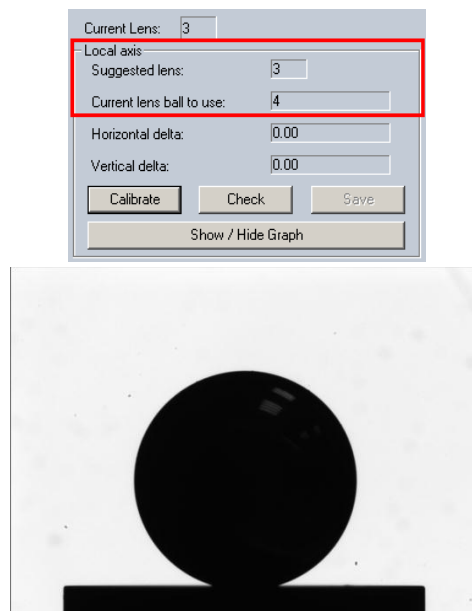 Current Lens: 3
Local axis
Suggested lens: 3
Current lens ball to use: 4
Horizontal delta: 0.00
Vertical delta: 0.00
Calibrate Check Save
Show / Hide Graph